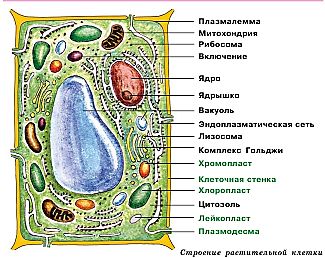 Плазмалемма
Митохондрия
Рибосома
Включение
Ядро
Ядрышко
Вакуоль
Эндоплазматическая сеть
Лизосома
Комплекс Гольджи
Хромопласт
Клеточная стенка
Хлоропласт
Цитозоль
Лейкопласт
Плазмодесма
Строение растительной клетки